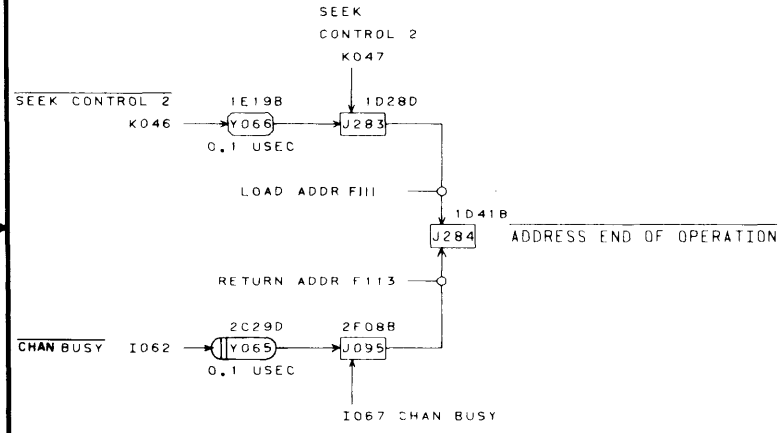 SEEK
CONTROL 2
K047
SEEK CONTROL 2
1E19B
1D28D
K046
Y066
J283
0.1 USEC
LOAD ADDR F111
1D41B
J284
ADDRESS END OF OPERATION
RETURN ADDR F113
2C29D
2F08B
CHAN BUSY
I062
Y065
J095
0.1 USEC
I067 CHAN BUSY